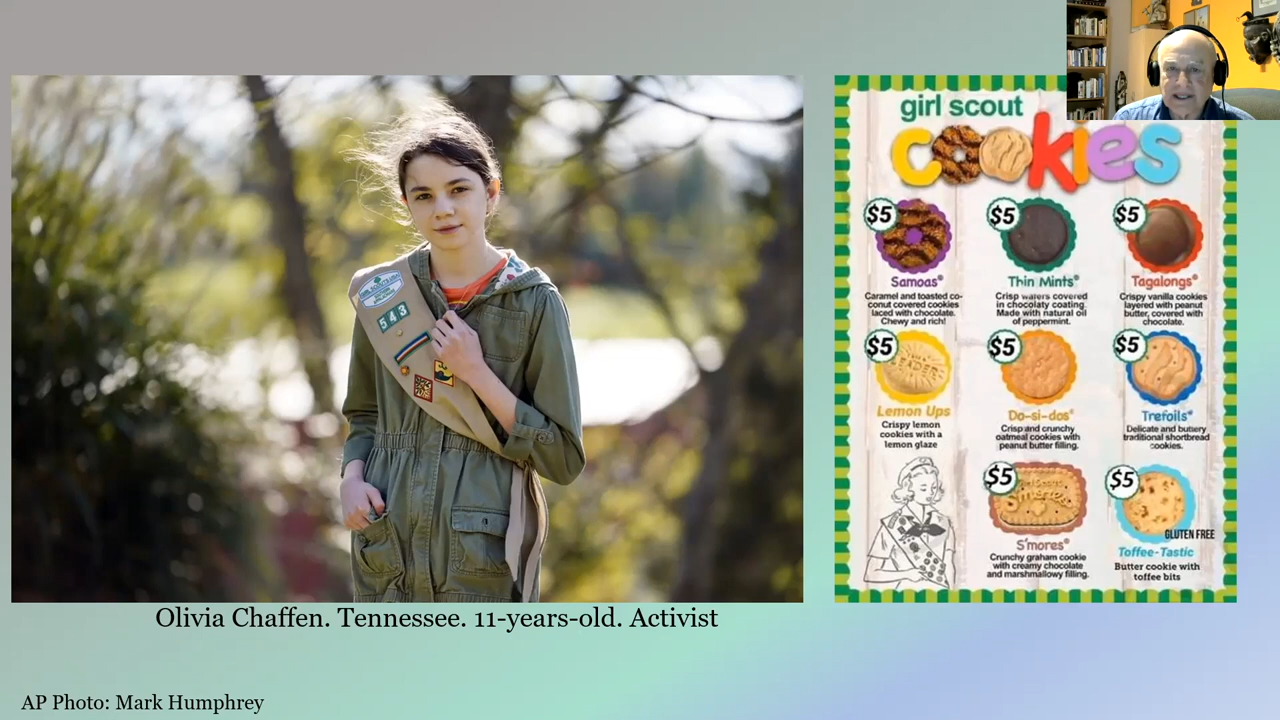 girl scout
cookies
$5
$5
$5
Samoas®
Thin Mints®
Tagalongs®
Caramel and toasted co-
conut covered cookies
laced with chocolate.
Chewy and rich!
Crisp wafers covered
in chocolaty coating.
Made with natural oil
of peppermint.
Crispy vanilla cookies
layered with peanut
butter, covered with
chocolate.
$5
$5
$5
Lemon Ups
Do-si-dos®
Trefoils®
Crispy lemon
cookies with a
lemon glaze
Crisp and crunchy
oatmeal cookies with
peanut butter filling.
Delicate and buttery
traditional shortbread
cookies.
$5
$5
S'mores
GLUTEN FREE
S'mores®
Toffee-Tastic
Crunchy graham cookie
with creamy chocolate
and marshmallowy filling.
Butter cookie with
toffee bits
543
Olivia Chaffen. Tennessee. 11-years-old. Activist
AP Photo: Mark Humphrey